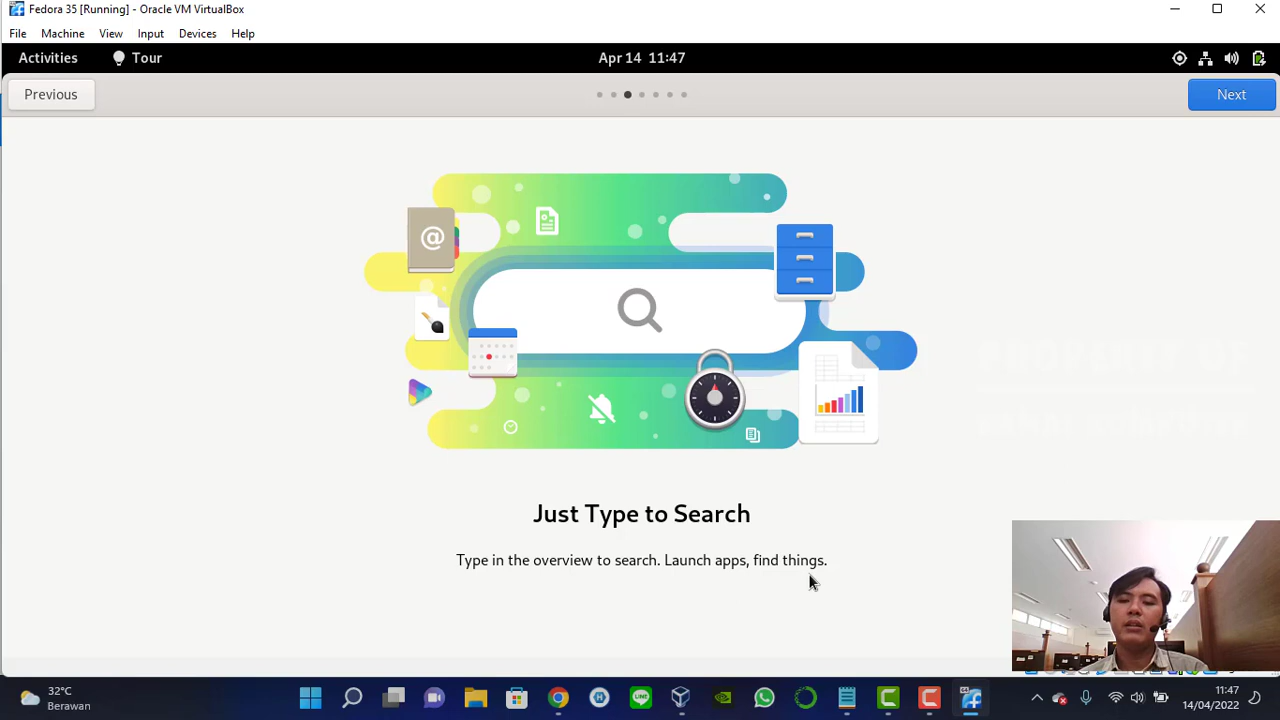 Fedora 35 [Running] - Oracle VM VirtualBox
File Machine View Input Devices Help
Activities Tour Apr 14 11:47
Previous Next
@
Just Type to Search
Type in the overview to search. Launch apps, find things.
32°C
Berawan
LINE
11:47
14/04/2022